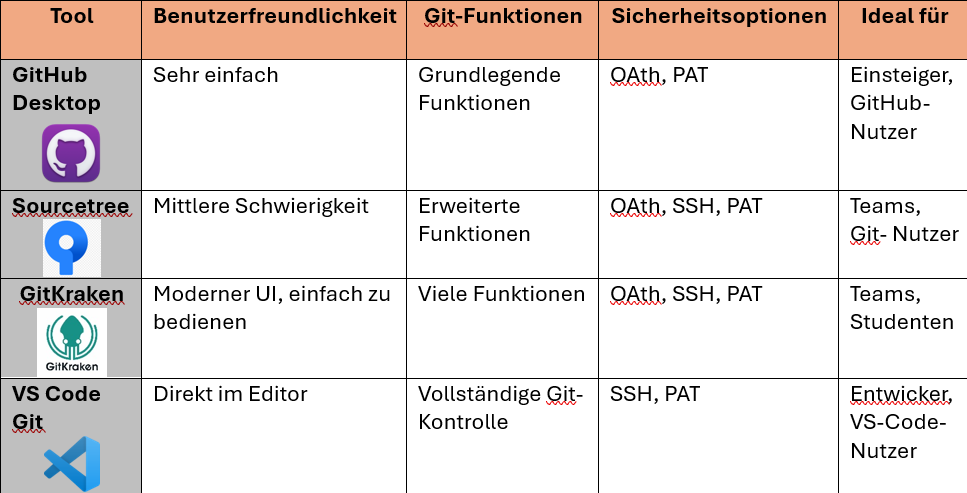 Tool Benutzerfreundlichkeit Git-Funktionen Sicherheitsoptionen Ideal für
GitHub Desktop
Sehr einfach
Grundlegende
Funktionen
OAth, PAT
Einsteiger,
GitHub-
Nutzer
Sourcetree
Mittlere Schwierigkeit
Erweiterte
Funktionen
OAth, SSH, PAT
Teams,
Git- Nutzer
GitKraken
GitKraken
Moderner UI, einfach zu
bedienen
Viele Funktionen
OAth, SSH, PAT
Teams,
Studenten
VS Code
Git
Direkt im Editor
Vollständige Git-
Kontrolle
SSH, PAT
Entwicker,
VS-Code-
Nutzer